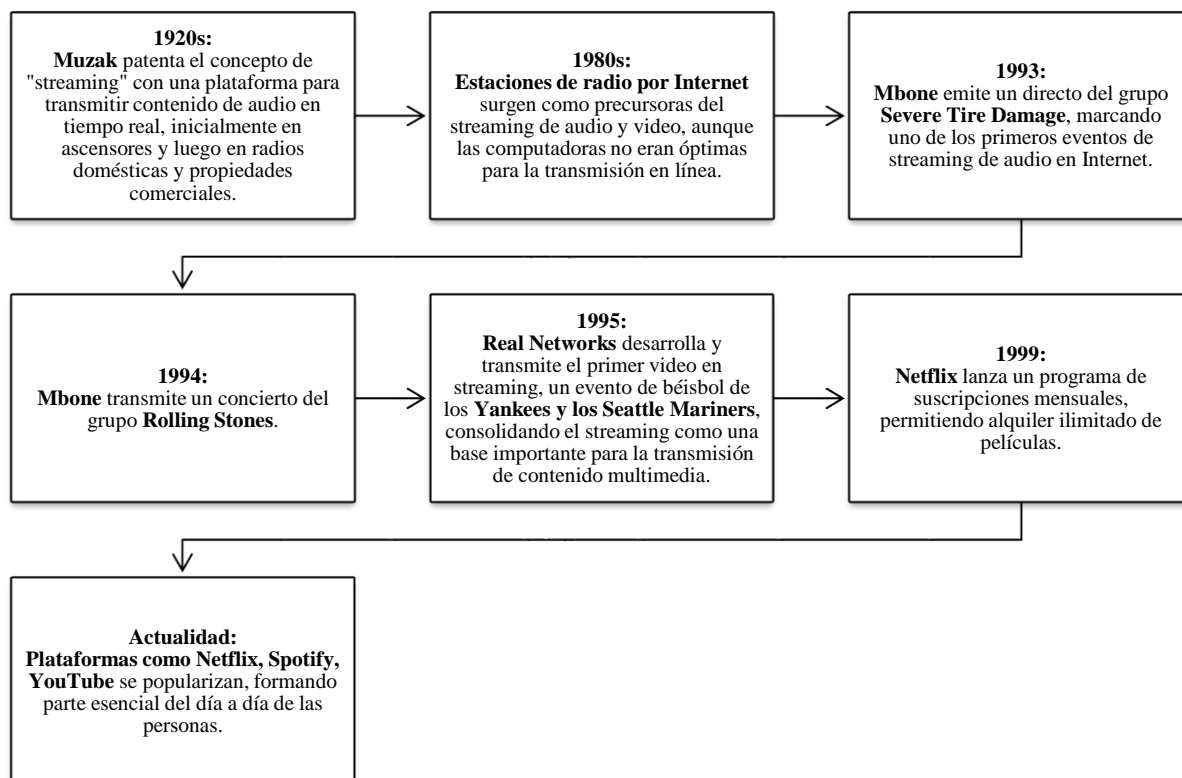 1920s:
Muzak patenta el concepto de
"streaming" con una plataforma para
transmitir contenido de audio en
tiempo real, inicialmente en
ascensores y luego en radios
domésticas y propiedades
comerciales.
1980s:
Estaciones de radio por Internet
surgen como precursoras del
streaming de audio y video, aunque
las computadoras no eran óptimas
para la transmisión en línea.
1993:
Mbone emite un directo del grupo
Severe Tire Damage, marcando
uno de los primeros eventos de
streaming de audio en Internet.
1994:
Mbone transmite un concierto del
grupo Rolling Stones.
1995:
Real Networks desarrolla y
transmite el primer video en
streaming, un evento de béisbol de
los Yankees y los Seattle Mariners,
consolidando el streaming como una
base importante para la transmisión
de contenido multimedia.
1999:
Netflix lanza un programa de
suscripciones mensuales,
permitiendo alquiler ilimitado de
películas.
Actualidad:
Plataformas como Netflix, Spotify,
YouTube se popularizan, formando
parte esencial del día a día de las
personas.